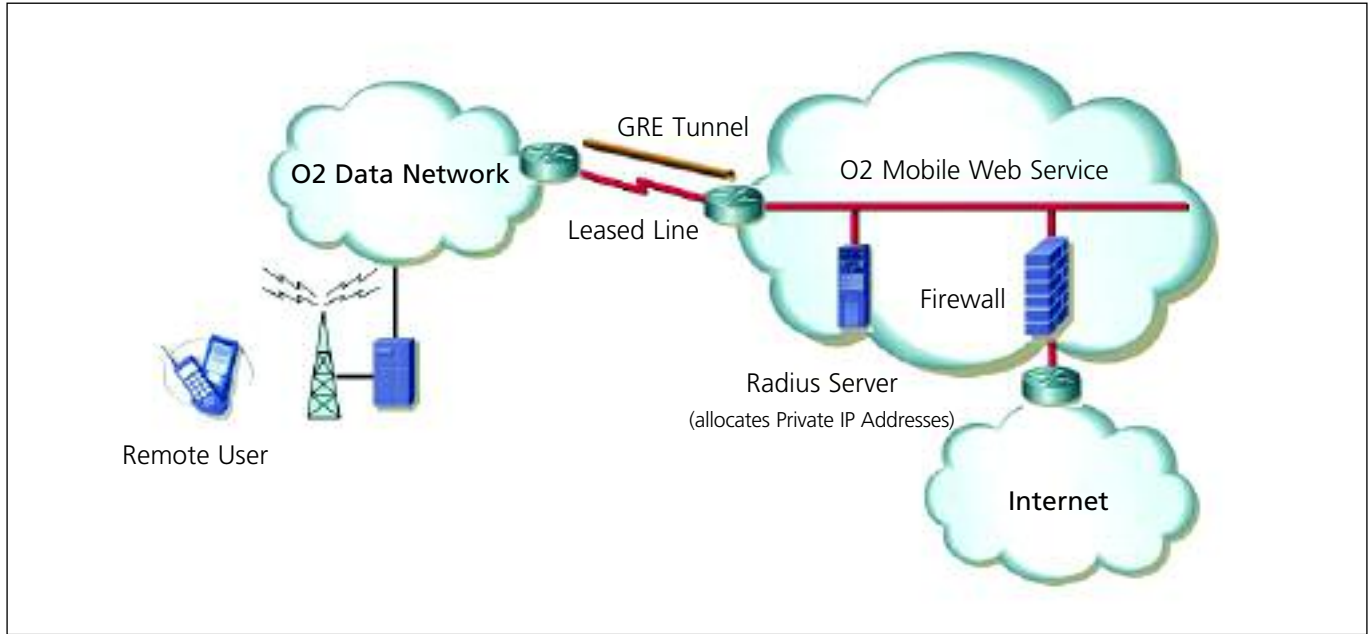 GRE Tunnel
O2 Data Network
O2 Mobile Web Service
Leased Line
Firewall
Radius Server
(allocates Private IP Addresses)
Remote User
Internet